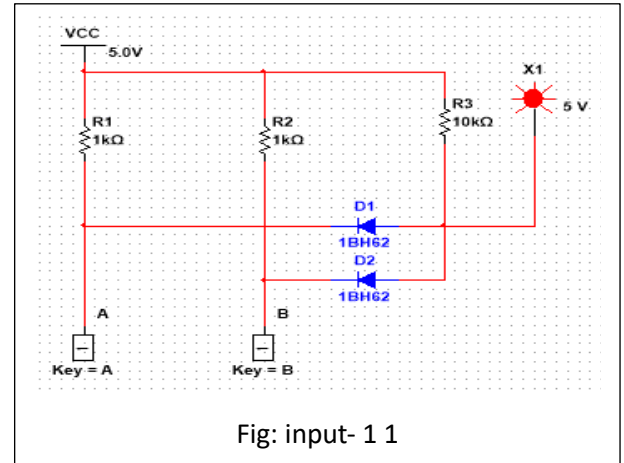 VCC
5.0V
X1
5 V
R1
1kΩ
R2
1kΩ
R3
10kΩ
D1
1BH62
D2
1BH62
A
B
Key = A
Key = B
Fig: input- 1 1